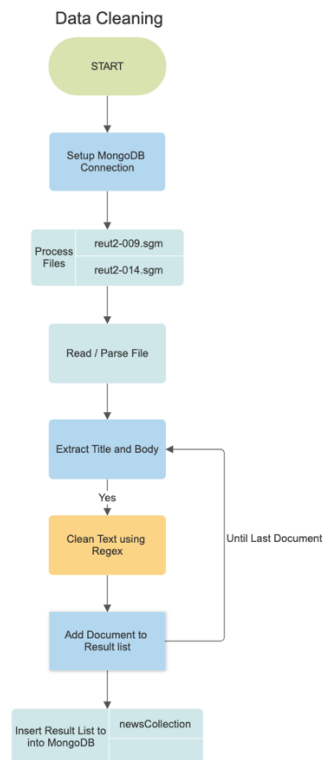 Data Cleaning
START
Setup MongoDB
Connection
Process
Files
reut2-009.sgm
reut2-014.sgm
Read / Parse File
Extract Title and Body
Yes
Clean Text using
Regex
Until Last Document
Add Document to
Result list
Insert Result List to
into MongoDB
newsCollection